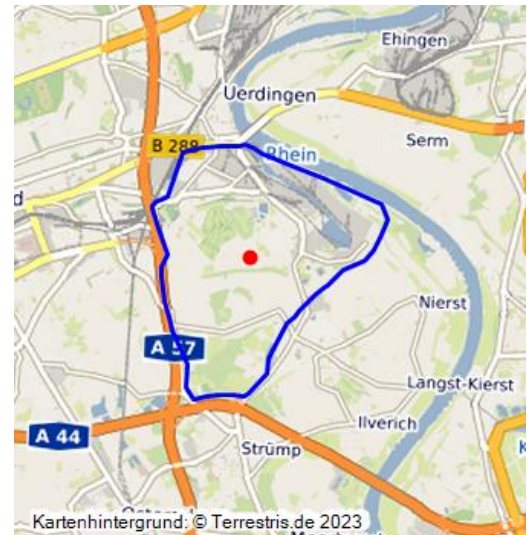 Ehingen
Uerdingen
Serm
B 288
Rhein
d
Nierst
A 57
Langst-Kierst
Ilverich
A 44
Strümp
K
Kartenhintergrund: © Terrestris.de 2023